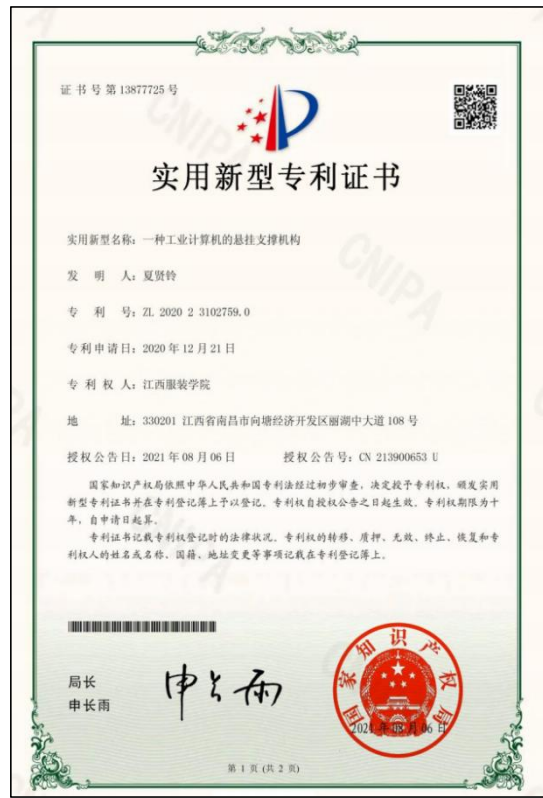 证书号第13877725号
实用新型专利证书
实用新型名称：一种工业计算机的悬挂支撑机构
发明人：夏贤铃
专利号：ZL 2020 2 3102759.0
专利申请日：2020年12月21日
专利权人：江西服装学院
地址：330201 江西省南昌市向塘经济开发区丽湖中大道108号
授权公告日：2021年08月06日 授权公告号：CN 213900653 U
国家知识产权局依照中华人民共和国专利法经过初步审查，决定授予专利权，颁发实用
新型专利证书并在专利登记簿上予以登记。专利权自授权公告之日起生效。专利权期限为十
年，自申请日起算。
专利证书记载专利权登记时的法律状况。专利权的转移、质押、无效、终止、恢复和专
利权人的姓名或名称、国籍、地址变更等事项记载在专利登记簿上。
局长
申长雨
申长雨
国家知识产权局
2021年08月06日
第 1 页 (共 2 页)
CNIPA
CNIPA
CNIPA